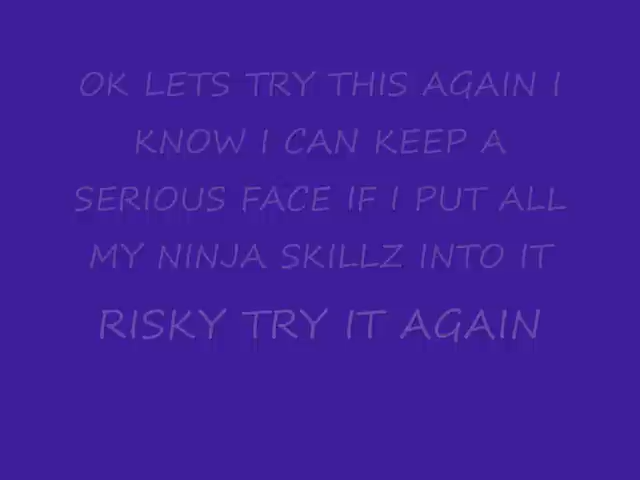 OK LETS TRY THIS AGAIN I
KNOW I CAN KEEP A
SERIOUS FACE IF I PUT ALL
MY NINJA SKILLZ INTO IT
RISKY TRY IT AGAIN